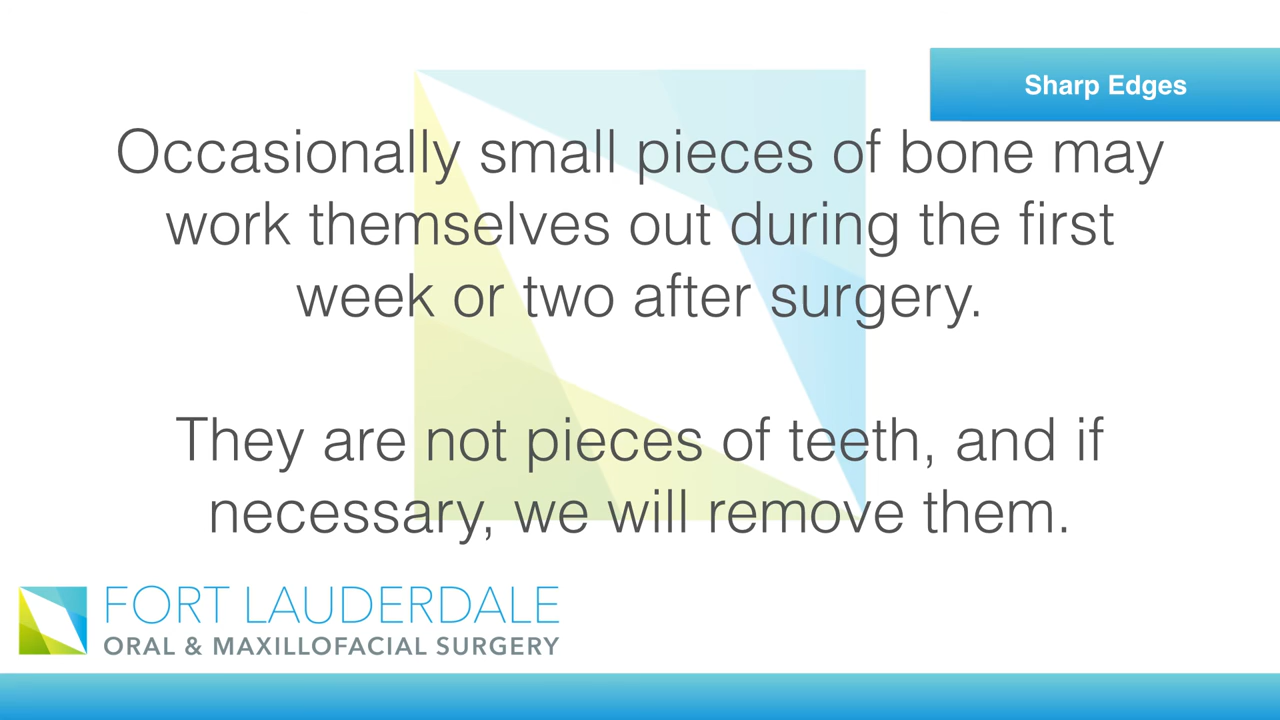 Sharp Edges
Occasionally small pieces of bone may
work themselves out during the first
week or two after surgery.
They are not pieces of teeth, and if
necessary, we will remove them.
FORT LAUDERDALE
ORAL & MAXILLOFACIAL SURGERY